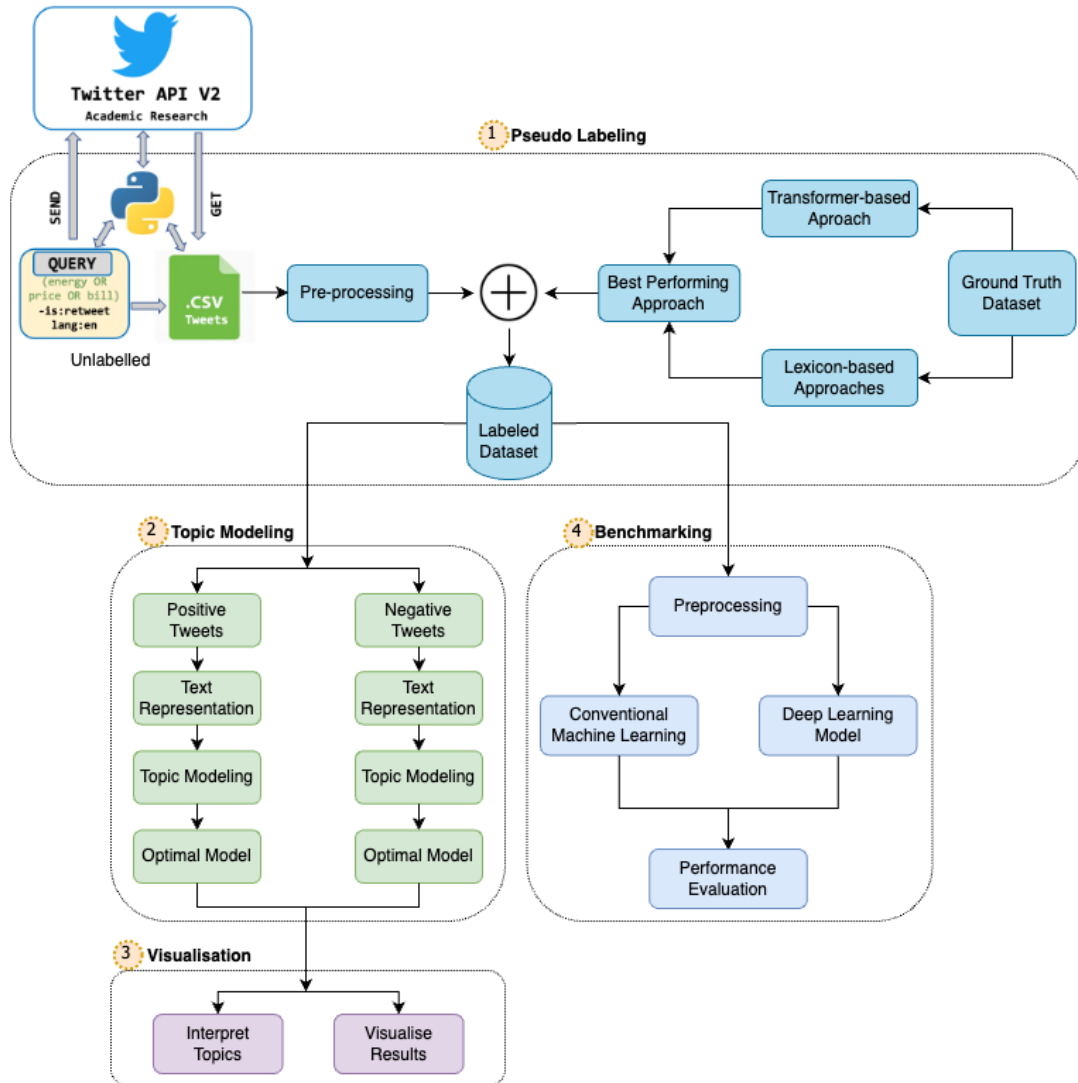 Twitter API V2
Academic Research
1 Pseudo Labeling
SEND
GET
QUERY
(energy OR
price OR bill)
-is:retweet
lang:en
Unlabelled
.CSV
Tweets
Pre-processing
Best Performing
Approach
Transformer-based
Aproach
Ground Truth
Dataset
Lexicon-based
Approaches
Labeled
Dataset
2 Topic Modeling
Positive
Tweets
Negative
Tweets
Text
Representation
Text
Representation
Topic Modeling
Topic Modeling
Optimal Model
Optimal Model
4 Benchmarking
Preprocessing
Conventional
Machine Learning
Deep Learning
Model
Performance
Evaluation
3 Visualisation
Interpret
Topics
Visualise
Results